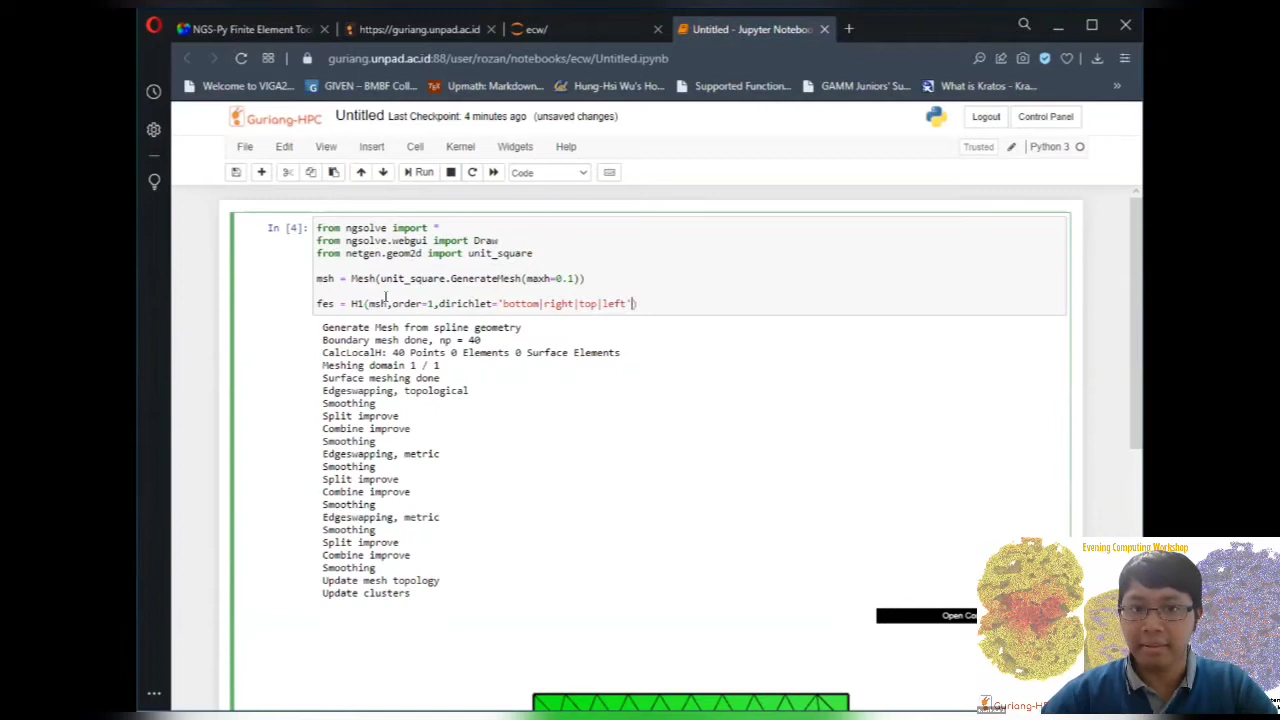 NGS-Py Finite Element Too
https://guriang.unpad.ac.id
ecw/
Untitled - Jupyter Notebou
guriang.unpad.ac.id:88/user/rozan/notebooks/ecw/Untitled.ipynb
Welcome to VIGA2...
GIVEN – BMBF Coll...
Upmath: Markdown...
Hung-Hsi Wu's Ho...
Supported Function...
GAMM Juniors' Su...
What is Kratos - Kra...
Guriang-HPC
Untitled Last Checkpoint: 4 minutes ago (unsaved changes)
Logout
Control Panel
File Edit View Insert Cell Kernel Widgets Help
Trusted
Python 3
Run
Code
In [4]:
from ngsolve import *
from ngsolve.webgui import Draw
from netgen.geom2d import unit_square
msh = Mesh(unit_square.GenerateMesh(maxh=0.1))
fes = H1(msh,order=1,dirichlet='bottom|right|top|left')
Generate Mesh from spline geometry
Boundary mesh done, np = 40
CalcLocalH: 40 Points 0 Elements 0 Surface Elements
Meshing domain 1 / 1
Surface meshing done
Edgeswapping, topological
Smoothing
Split improve
Combine improve
Smoothing
Edgeswapping, metric
Smoothing
Split improve
Combine improve
Smoothing
Edgeswapping, metric
Smoothing
Split improve
Combine improve
Smoothing
Update mesh topology
Update clusters
Open Co
Evening Computing Workshop
Guriang-HPC